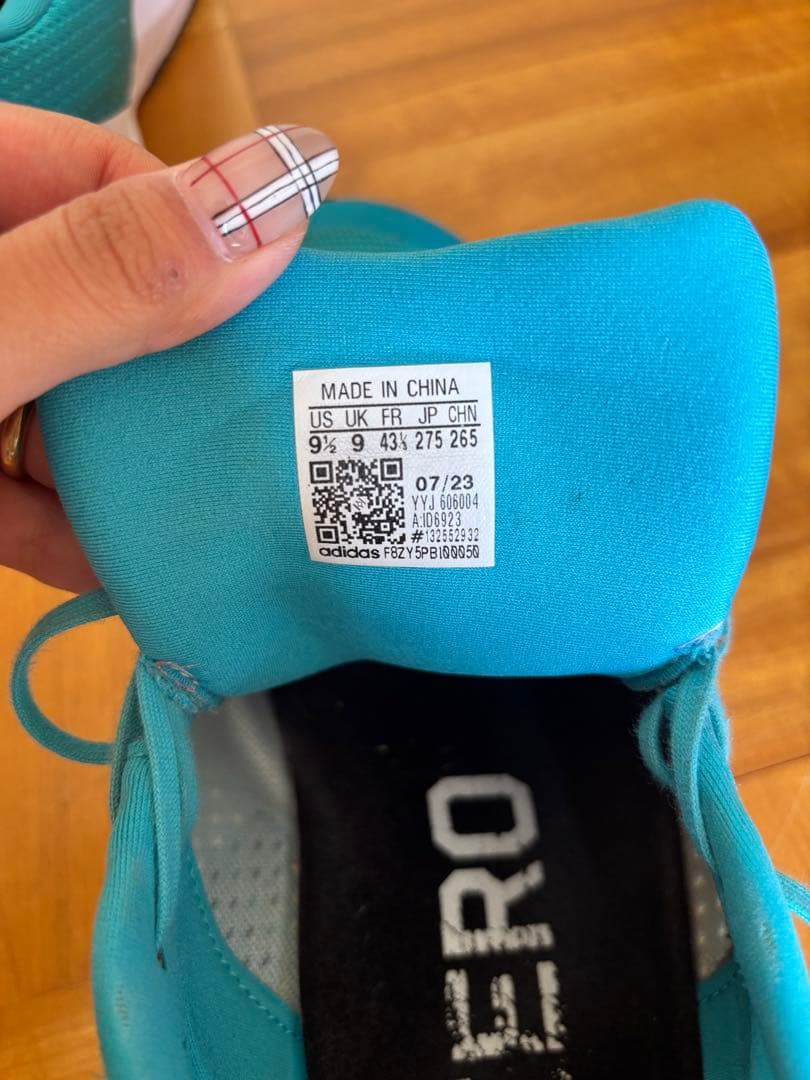 MADE IN CHINA
US UK FR JP CHN
9½ 9 43⅓ 275 265
07/23
YYJ 606004
A:ID6923
#132552932
adidas F8ZY5PB100050
ERO